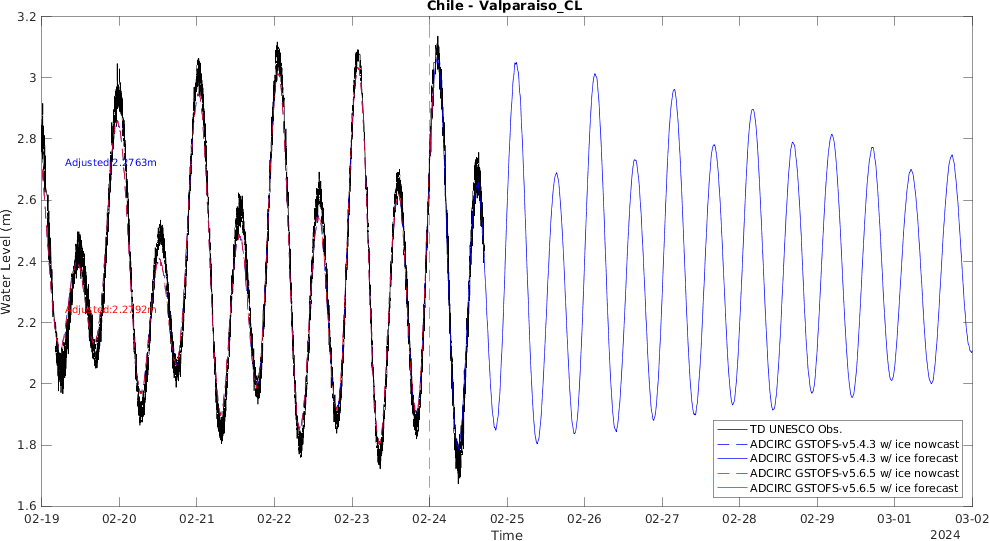 Chile - Valparaiso_CL
3.2
3
2.8
2.6
2.4
2.2
2
1.8
1.6
Water Level (m)
Adjusted:2.2763m
Adjusted:2.2792m
TD UNESCO Obs.
ADCIRC GSTOFS-v5.4.3 w/ ice nowcast
ADCIRC GSTOFS-v5.4.3 w/ ice forecast
ADCIRC GSTOFS-v5.6.5 w/ ice nowcast
ADCIRC GSTOFS-v5.6.5 w/ ice forecast
02-19 02-20 02-21 02-22 02-23 02-24 02-25 02-26 02-27 02-28 02-29 03-01 03-02
Time
2024